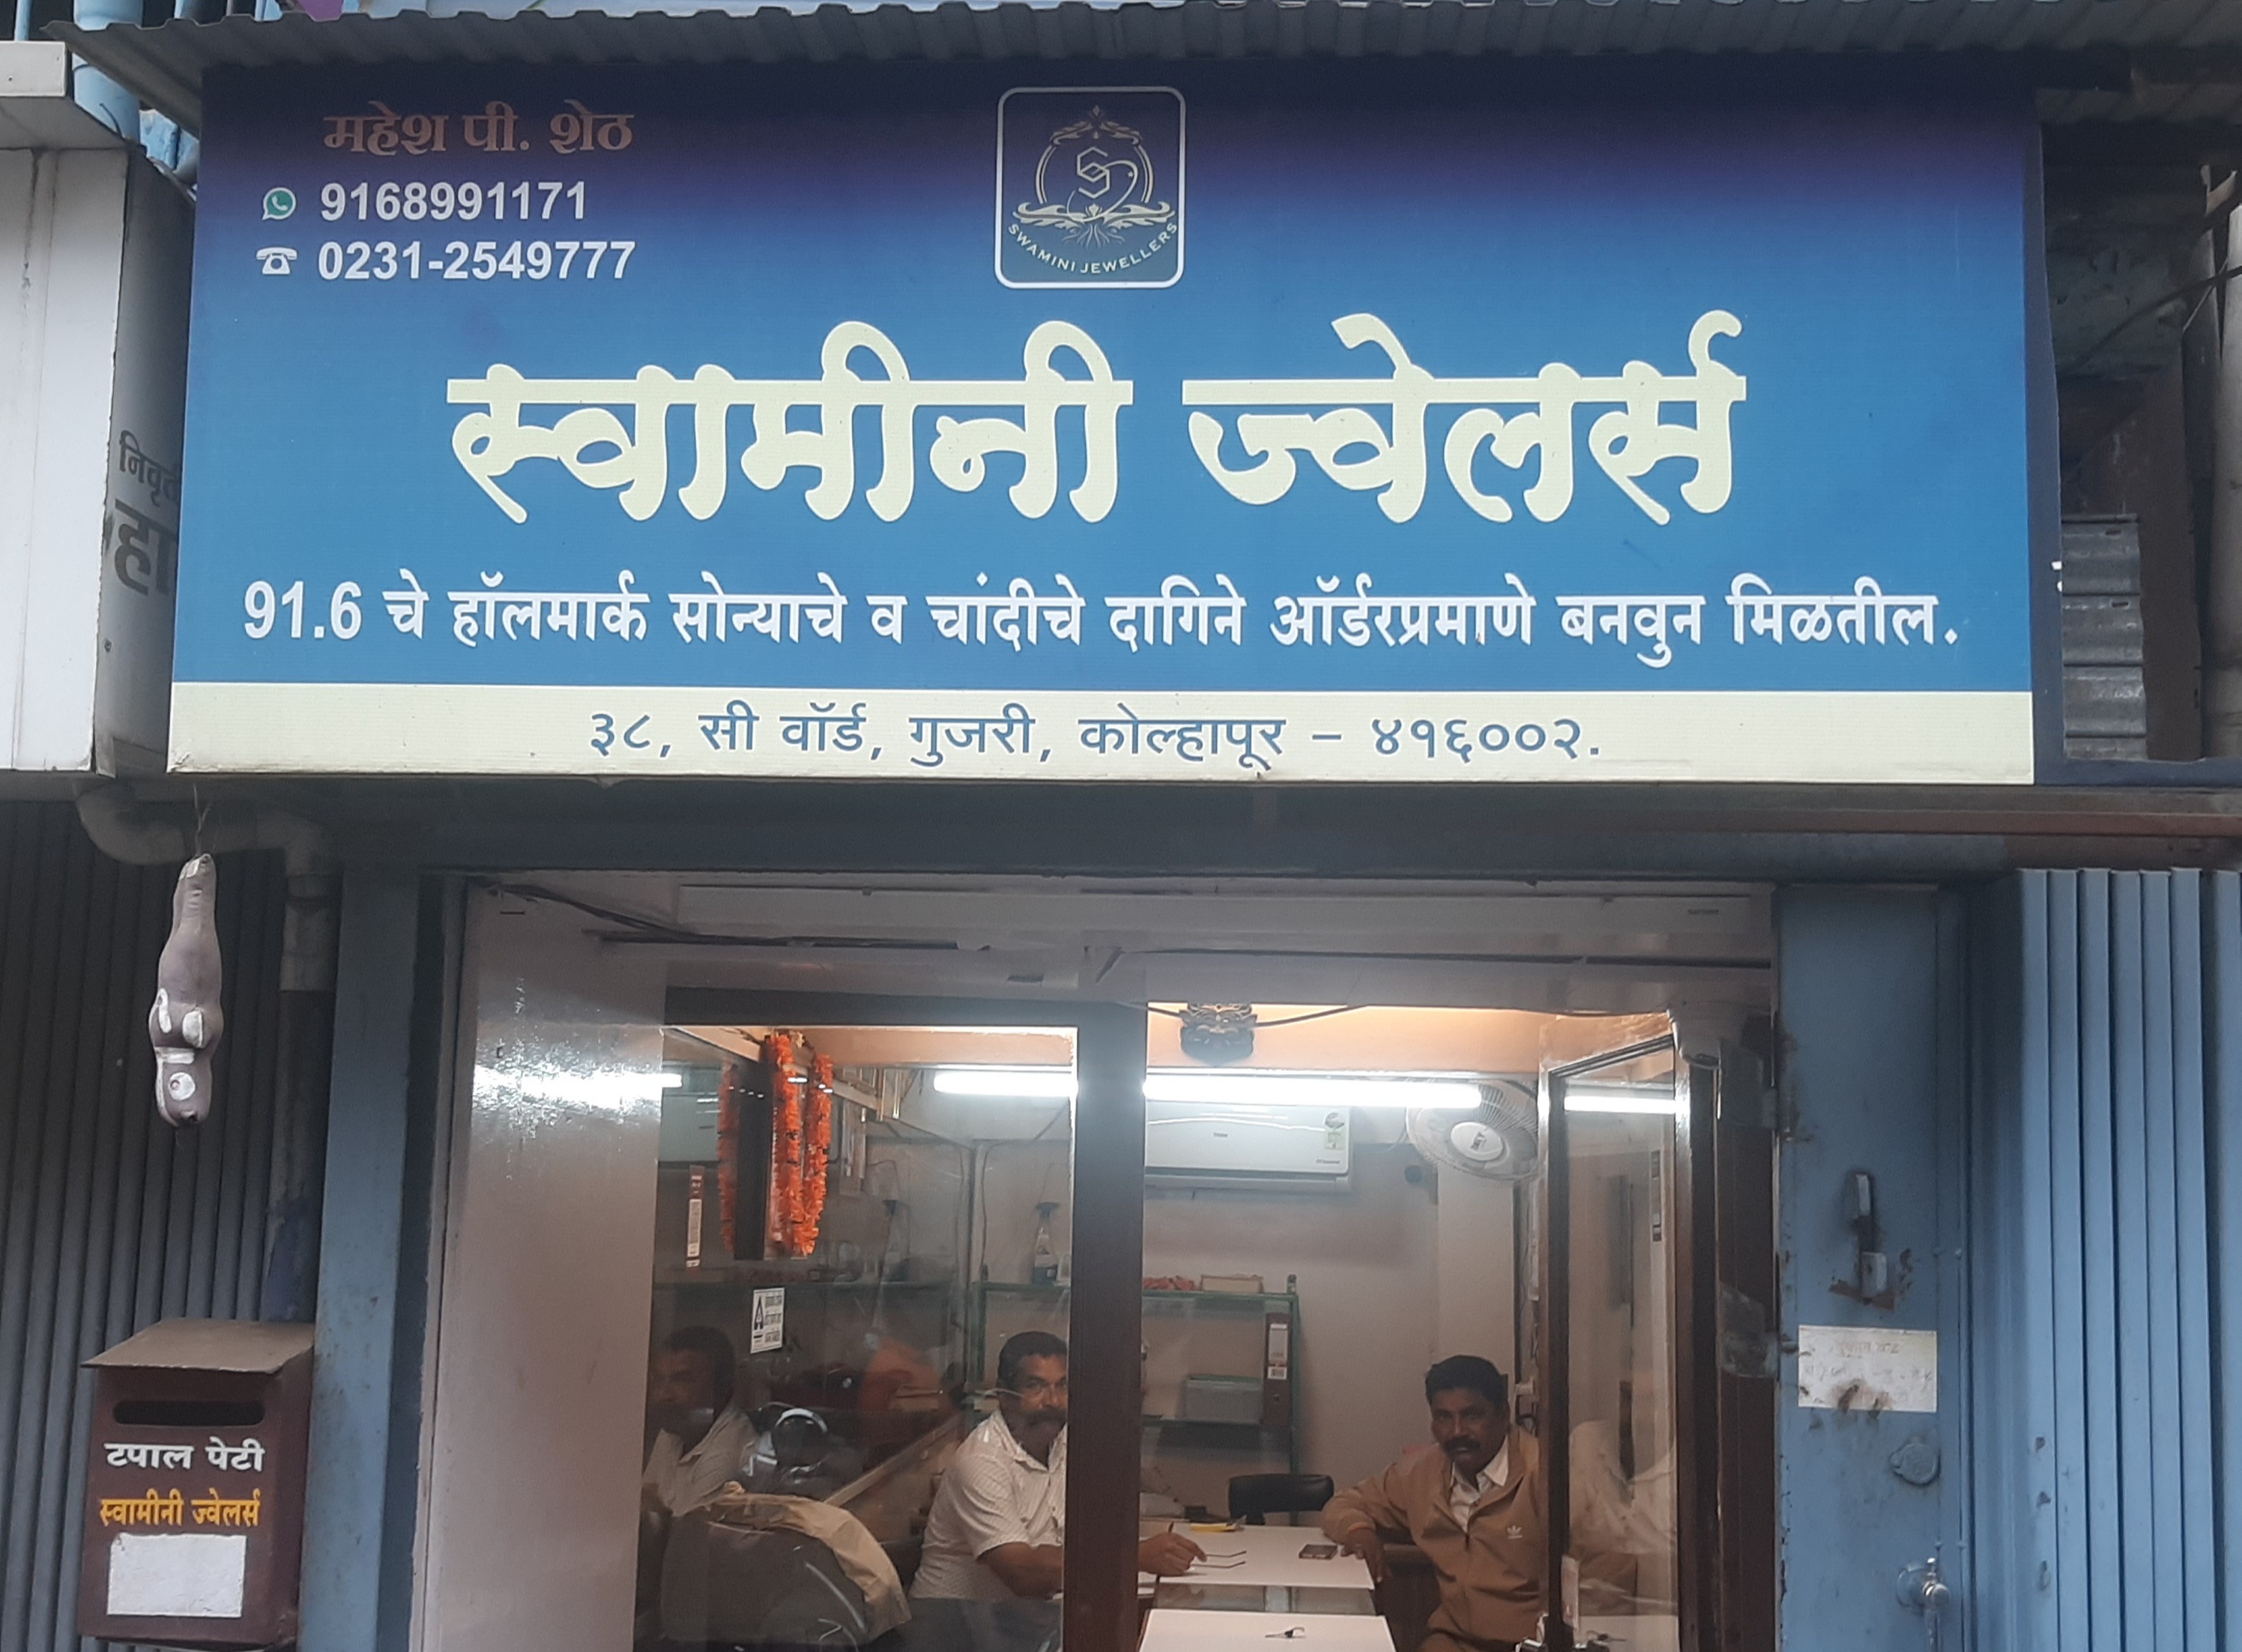 महेश पी. शेठ
9168991171
0231-2549777
SWAMINI JEWELLERS
स्वामीनी ज्वेलर्स
91.6 चे हॉलमार्क सोन्याचे व चांदीचे दागिने ऑर्डरप्रमाणे बनवुन मिळतील.
३८, सी वॉर्ड, गुजरी, कोल्हापूर – ४१६००२.
टपाल पेटी
स्वामीनी ज्वेलर्स